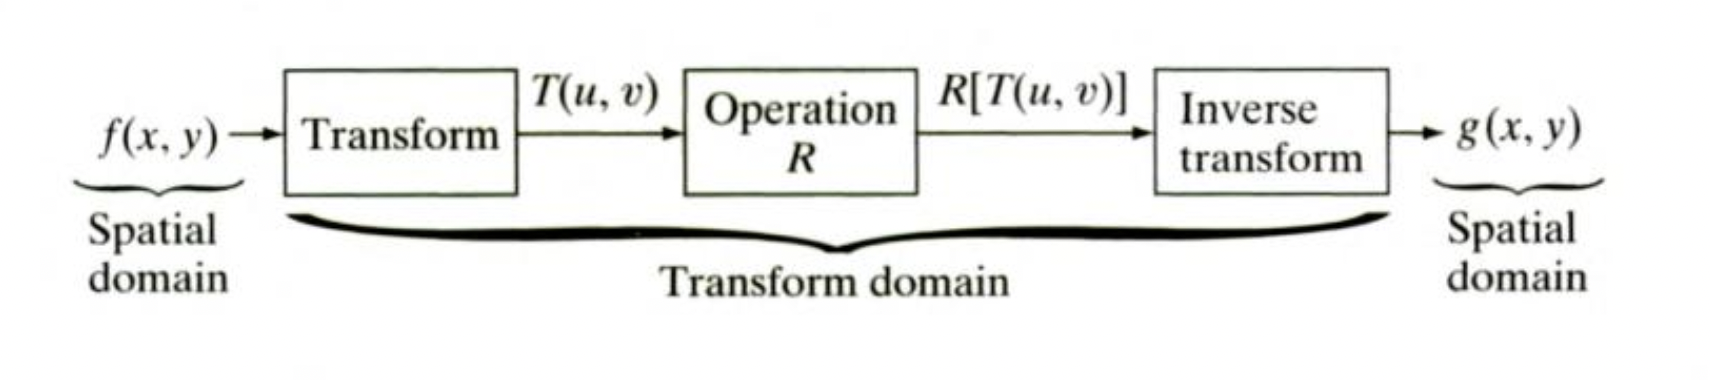 f(x, y)
Transform
T(u, v)
Operation
R
R[T(u, v)]
Inverse
transform
g(x, y)
Spatial
domain
Transform domain
Spatial
domain